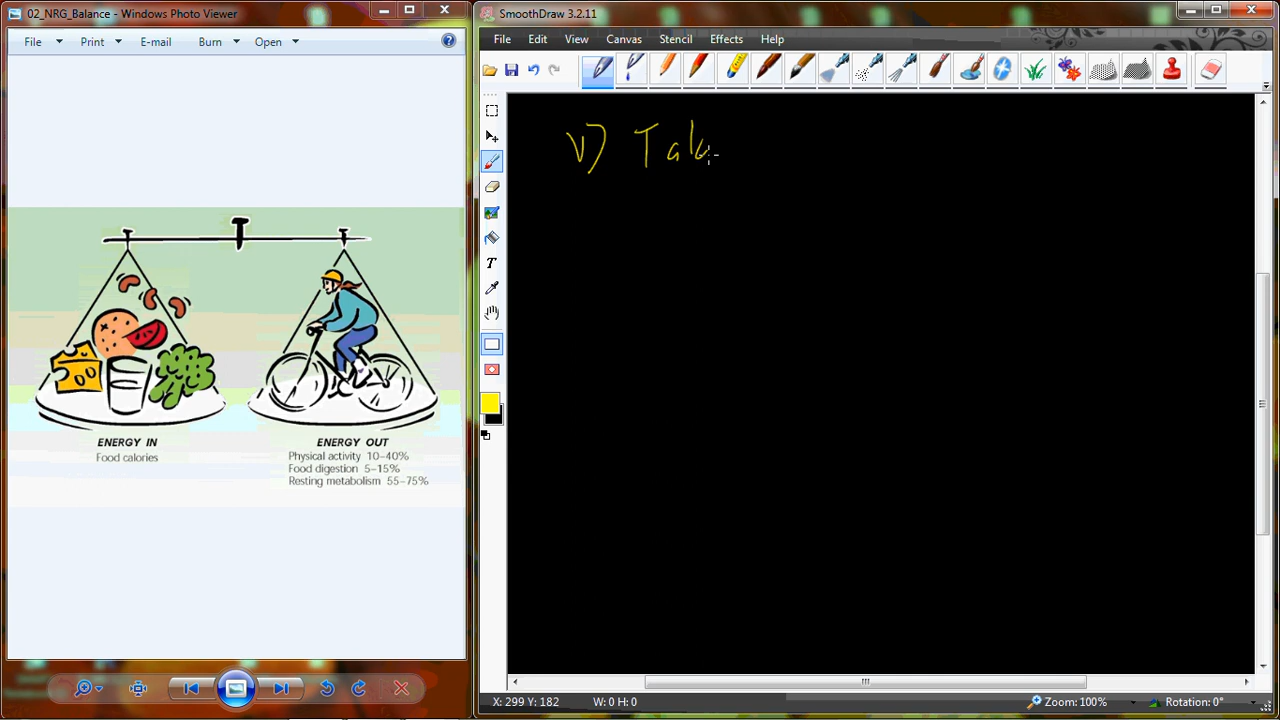 02_NRG_Balance - Windows Photo Viewer
File Print E-mail Burn Open
ENERGY IN
Food calories
ENERGY OUT
Physical activity 10–40%
Food digestion 5–15%
Resting metabolism 55–75%
SmoothDraw 3.2.11
File Edit View Canvas Stencil Effects Help
T
V) Tak
X: 299 Y: 182 W: 0 H: 0 Zoom: 100% Rotation: 0°